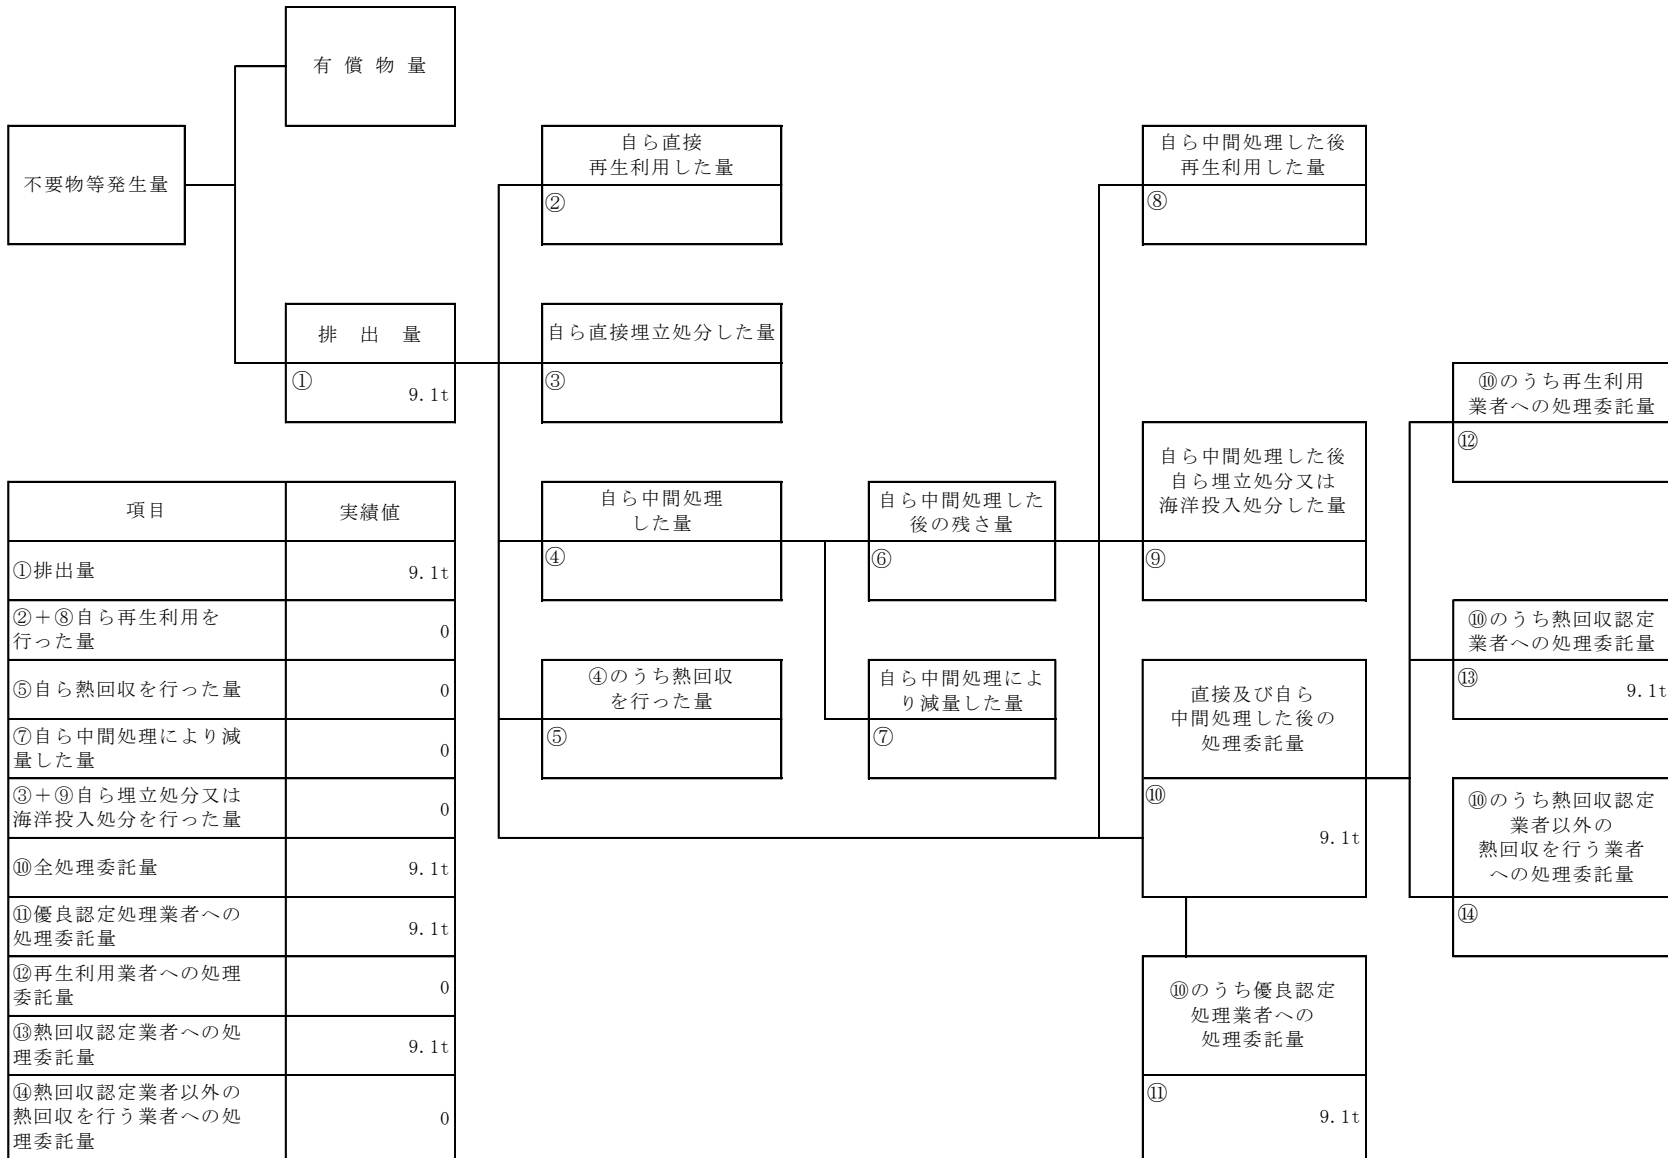 有償物量
不要物等発生量
排出量
① 9.1t
自ら直接
再生利用した量
②
自ら直接埋立処分した量
③
自ら中間処理
した量
④
④のうち熱回収
を行った量
⑤
自ら中間処理した
後の残さ量
⑥
自ら中間処理によ
り減量した量
⑦
自ら中間処理した後
再生利用した量
⑧
自ら中間処理した後
自ら埋立処分又は
海洋投入処分した量
⑨
直接及び自ら
中間処理した後の
処理委託量
⑩
9.1t
⑩のうち優良認定
処理業者への
処理委託量
⑪
9.1t
⑩のうち再生利用
業者への処理委託量
⑫
⑩のうち熱回収認定
業者への処理委託量
⑬ 9.1t
⑩のうち熱回収認定
業者以外の
熱回収を行う業者
への処理委託量
⑭
項目 実績値
①排出量 9.1t
②+⑧自ら再生利用を
行った量 0
⑤自ら熱回収を行った量 0
⑦自ら中間処理により減
量した量 0
③+⑨自ら埋立処分又は
海洋投入処分を行った量 0
⑩全処理委託量 9.1t
⑪優良認定処理業者への
処理委託量 9.1t
⑫再生利用業者への処理
委託量 0
⑬熱回収認定業者への処
理委託量 9.1t
⑭熱回収認定業者以外の
熱回収を行う業者への処
理委託量 0